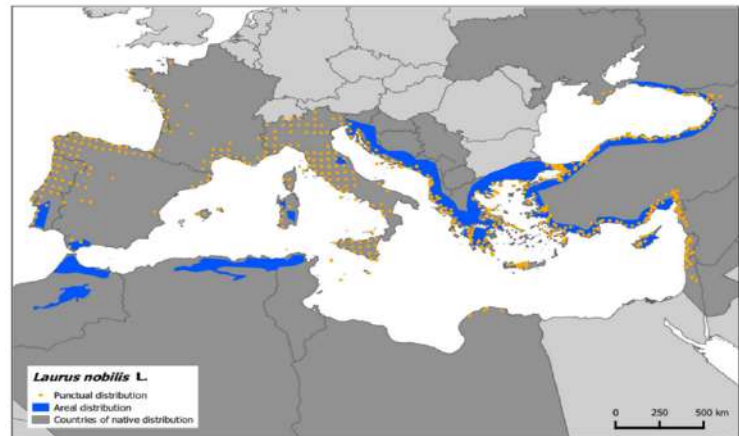 Laurus nobilis L.
Punctual distribution
Areal distribution
Countries of native distribution
0 250 500 km